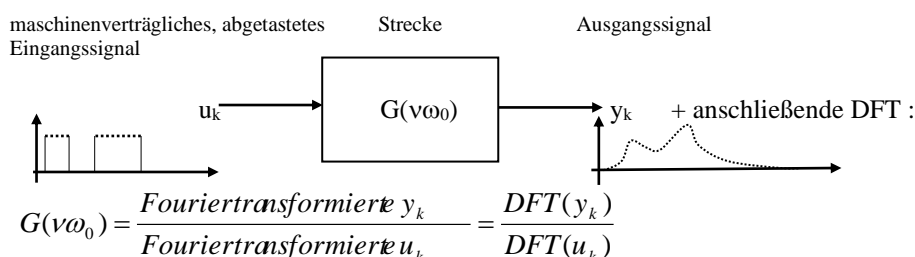 maschinenverträgliches, abgetastetes Strecke Ausgangssignal
Eingangssignal
u_k G(νω₀) y_k + anschließende DFT :
G(νω₀) = Fouriertransformierte y_k / Fouriertransformierte u_k = DFT(y_k) / DFT(u_k)